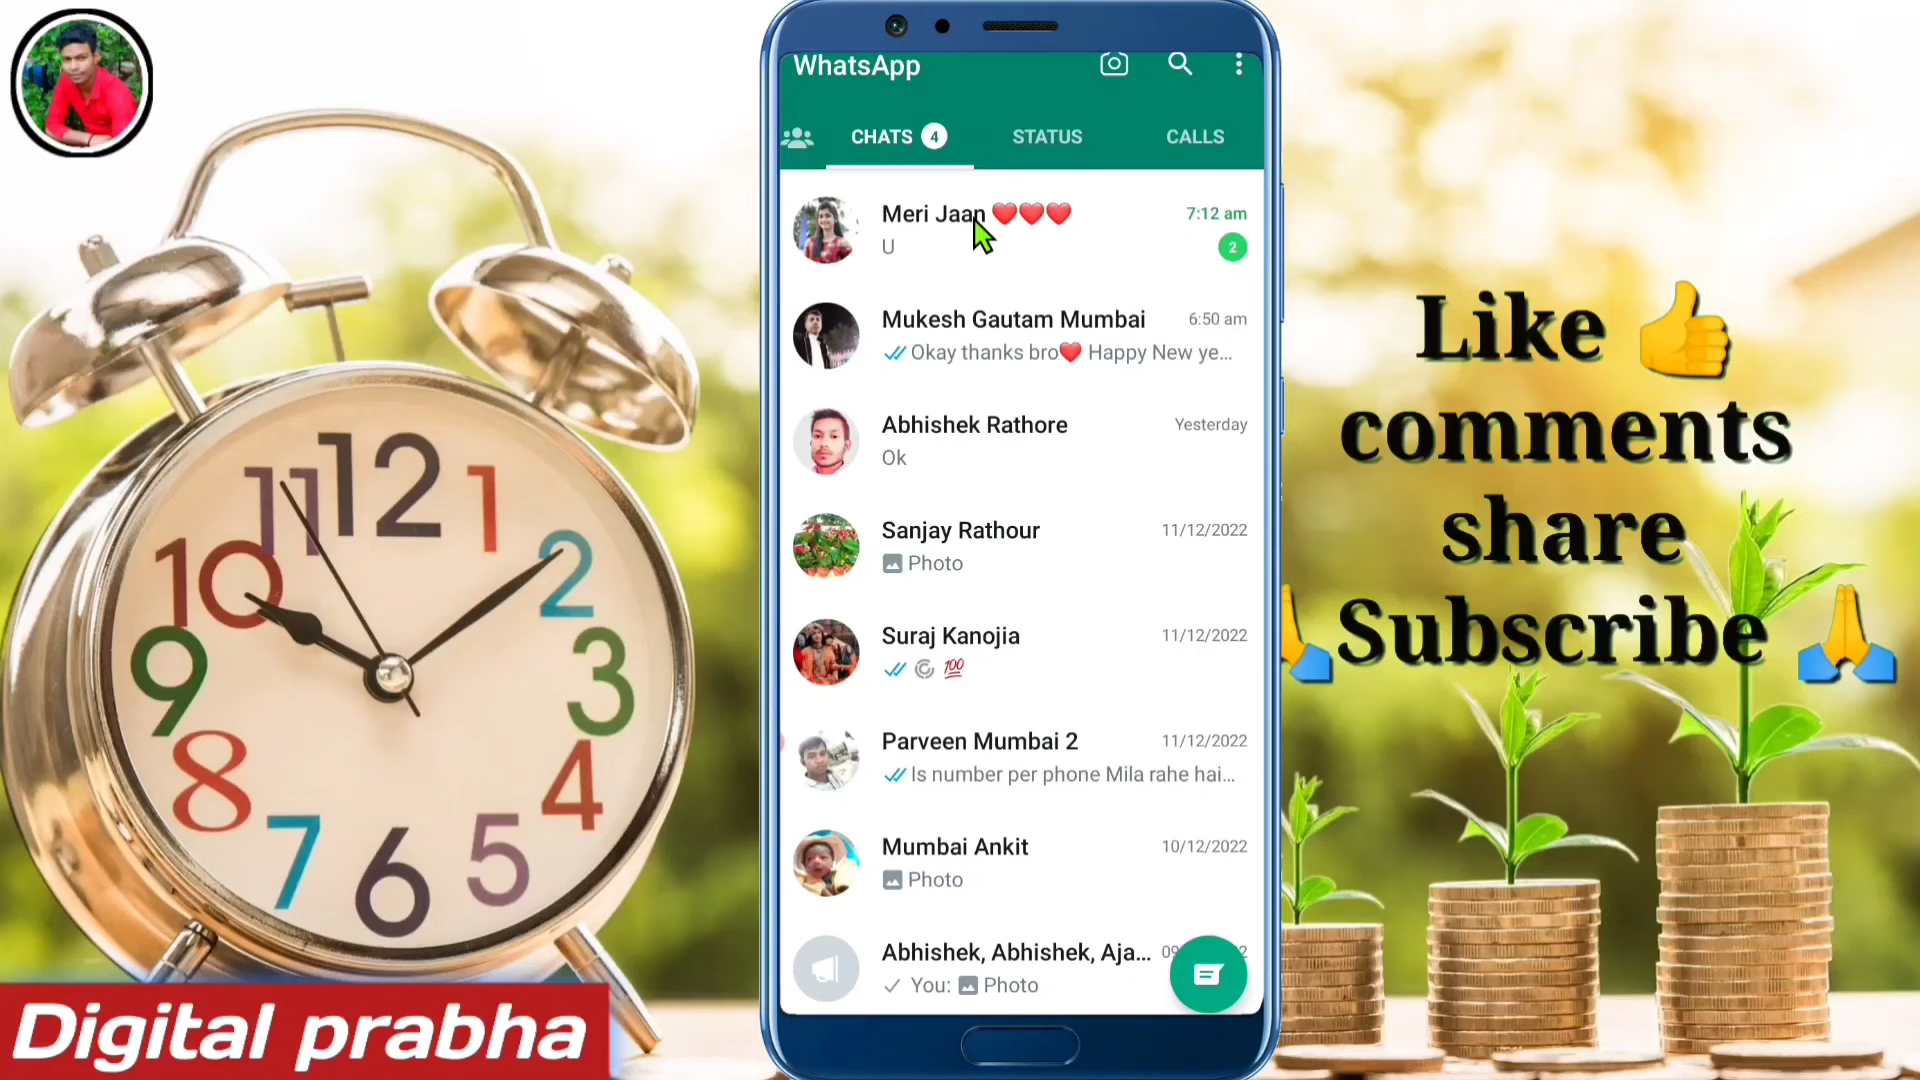 WhatsApp
CHATS 4
STATUS
CALLS
Meri Jaan ❤️❤️❤️ 7:12 am
U 2
Mukesh Gautam Mumbai 6:50 am
Okay thanks bro❤️ Happy New ye...
Abhishek Rathore Yesterday
Ok
Sanjay Rathour 11/12/2022
Photo
Suraj Kanojia 11/12/2022
💯
Parveen Mumbai 2 11/12/2022
Is number per phone Mila rahe hai...
Mumbai Ankit 10/12/2022
Photo
Abhishek, Abhishek, Aja...
You: Photo
Like 👍
comments
share
🙏Subscribe 🙏
12
1
2
3
4
5
6
7
8
9
10
11
Digital prabha